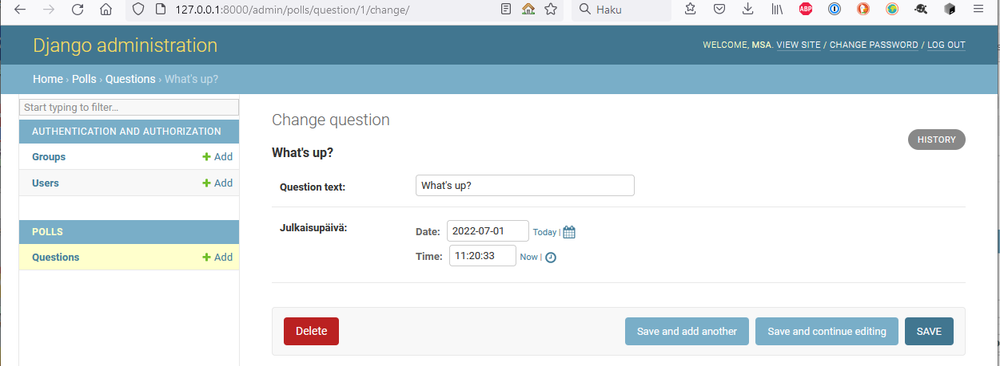 127.0.0.1:8000/admin/polls/question/1/change/
Haku
ABP
Django administration
WELCOME, MSA. VIEW SITE / CHANGE PASSWORD / LOG OUT
Home › Polls › Questions › What's up?
Start typing to filter...
AUTHENTICATION AND AUTHORIZATION
Groups + Add
Users + Add
POLLS
Questions + Add
Change question
HISTORY
What's up?
Question text: What's up?
Julkaisupäivä: Date: 2022-07-01 Today |
Time: 11:20:33 Now |
Delete Save and add another Save and continue editing SAVE